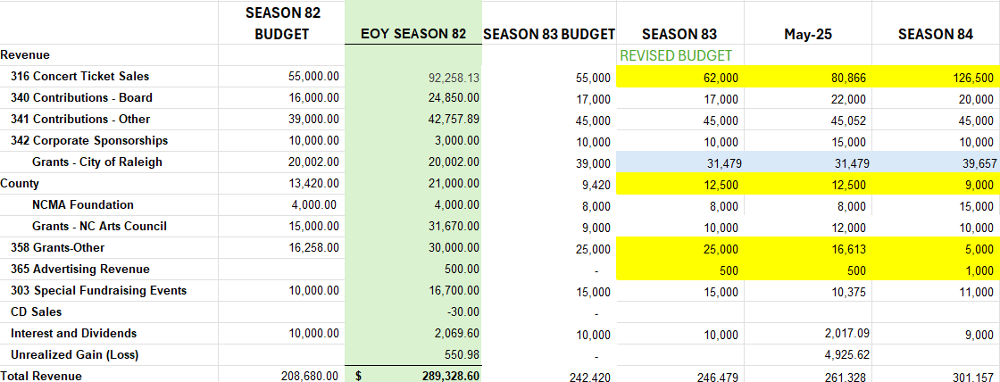 SEASON 82
BUDGET EOY SEASON 82 SEASON 83 BUDGET SEASON 83 May-25 SEASON 84
Revenue REVISED BUDGET
316 Concert Ticket Sales 55,000.00 92,258.13 55,000 62,000 80,866 126,500
340 Contributions - Board 16,000.00 24,850.00 17,000 17,000 22,000 20,000
341 Contributions - Other 39,000.00 42,757.89 45,000 45,000 45,052 45,000
342 Corporate Sponsorships 10,000.00 3,000.00 10,000 10,000 15,000 10,000
Grants - City of Raleigh 20,002.00 20,002.00 39,000 31,479 31,479 39,657
County 13,420.00 21,000.00 9,420 12,500 12,500 9,000
NCMA Foundation 4,000.00 4,000.00 8,000 8,000 8,000 15,000
Grants - NC Arts Council 15,000.00 31,670.00 9,000 10,000 12,000 10,000
358 Grants-Other 16,258.00 30,000.00 25,000 25,000 16,613 5,000
365 Advertising Revenue 500.00 - 500 500 1,000
303 Special Fundraising Events 10,000.00 16,700.00 15,000 15,000 10,375 11,000
CD Sales -30.00 -
Interest and Dividends 10,000.00 2,069.60 10,000 10,000 2,017.09 9,000
Unrealized Gain (Loss) 550.98 - 4,925.62
Total Revenue 208,680.00 $ 289,328.60 242,420 246,479 261,328 301,157